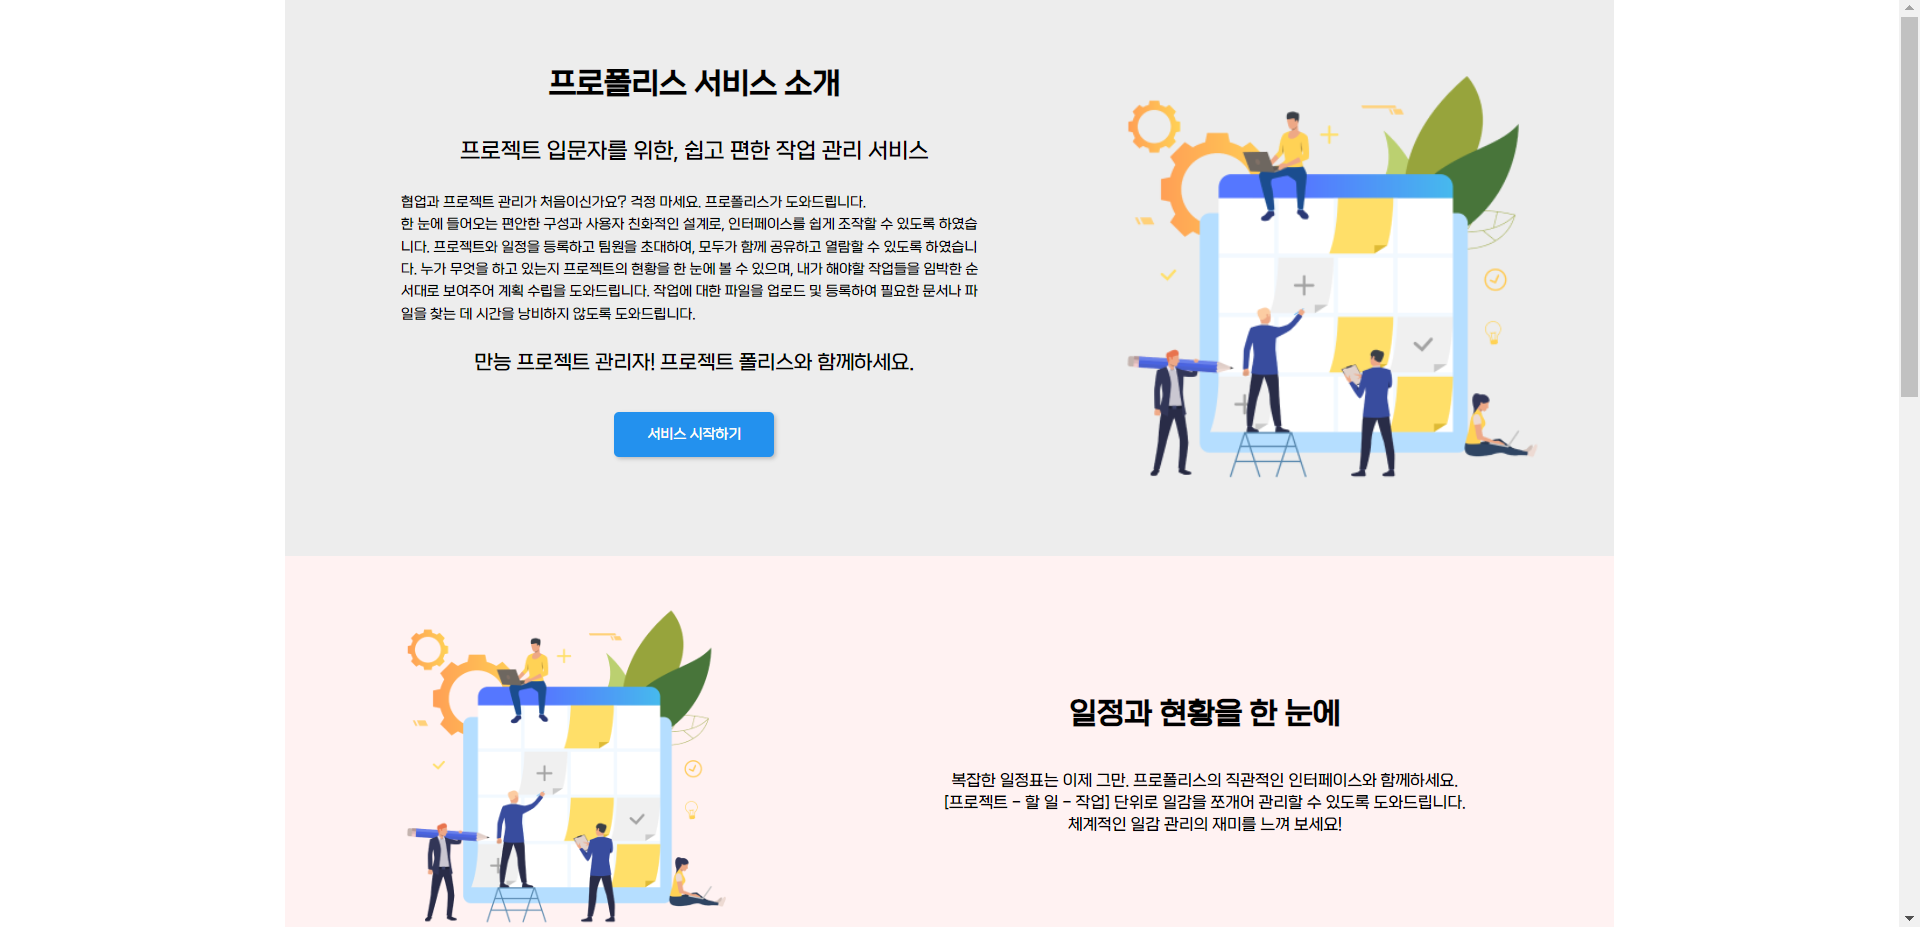 프로폴리스 서비스 소개
프로젝트 입문자를 위한, 쉽고 편한 작업 관리 서비스
협업과 프로젝트 관리가 처음이신가요? 걱정 마세요. 프로폴리스가 도와드립니다.
한 눈에 들어오는 편안한 구성과 사용자 친화적인 설계로, 인터페이스를 쉽게 조작할 수 있도록 하였습
니다. 프로젝트와 일정을 등록하고 팀원을 초대하여, 모두가 함께 공유하고 열람할 수 있도록 하였습니
다. 누가 무엇을 하고 있는지 프로젝트의 현황을 한 눈에 볼 수 있으며, 내가 해야할 작업들을 임박한 순
서대로 보여주어 계획 수립을 도와드립니다. 작업에 대한 파일을 업로드 및 등록하여 필요한 문서나 파
일을 찾는 데 시간을 낭비하지 않도록 도와드립니다.
만능 프로젝트 관리자! 프로젝트 폴리스와 함께하세요.
서비스 시작하기
일정과 현황을 한 눈에
복잡한 일정표는 이제 그만. 프로폴리스의 직관적인 인터페이스와 함께하세요.
[프로젝트 - 할 일 - 작업] 단위로 일감을 쪼개어 관리할 수 있도록 도와드립니다.
체계적인 일감 관리의 재미를 느껴 보세요!